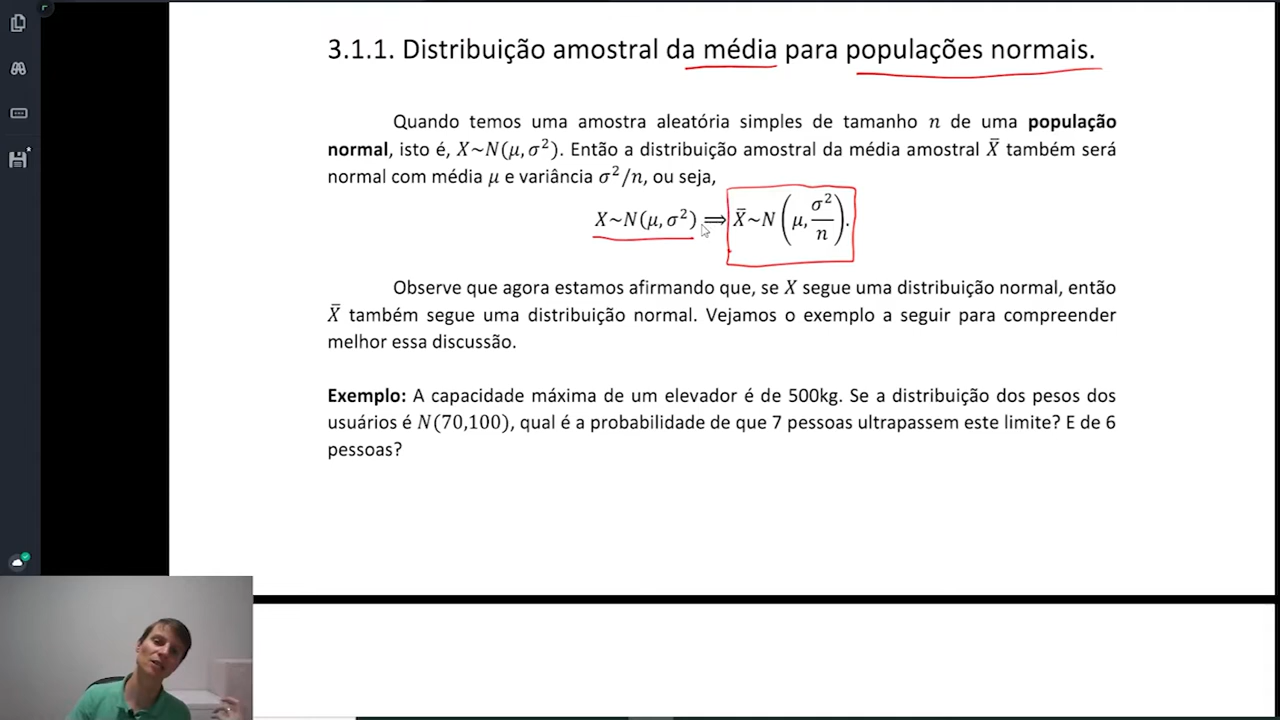 3.1.1. Distribuição amostral da média para populações normais.
Quando temos uma amostra aleatória simples de tamanho n de uma população
normal, isto é, X~N(μ, σ²). Então a distribuição amostral da média amostral X̄ também será
normal com média μ e variância σ²/n, ou seja,
X~N(μ, σ²) ⟹ X̄~N(μ, σ²/n).
Observe que agora estamos afirmando que, se X segue uma distribuição normal, então
X̄ também segue uma distribuição normal. Vejamos o exemplo a seguir para compreender
melhor essa discussão.
Exemplo: A capacidade máxima de um elevador é de 500kg. Se a distribuição dos pesos dos
usuários é N(70,100), qual é a probabilidade de que 7 pessoas ultrapassem este limite? E de 6
pessoas?